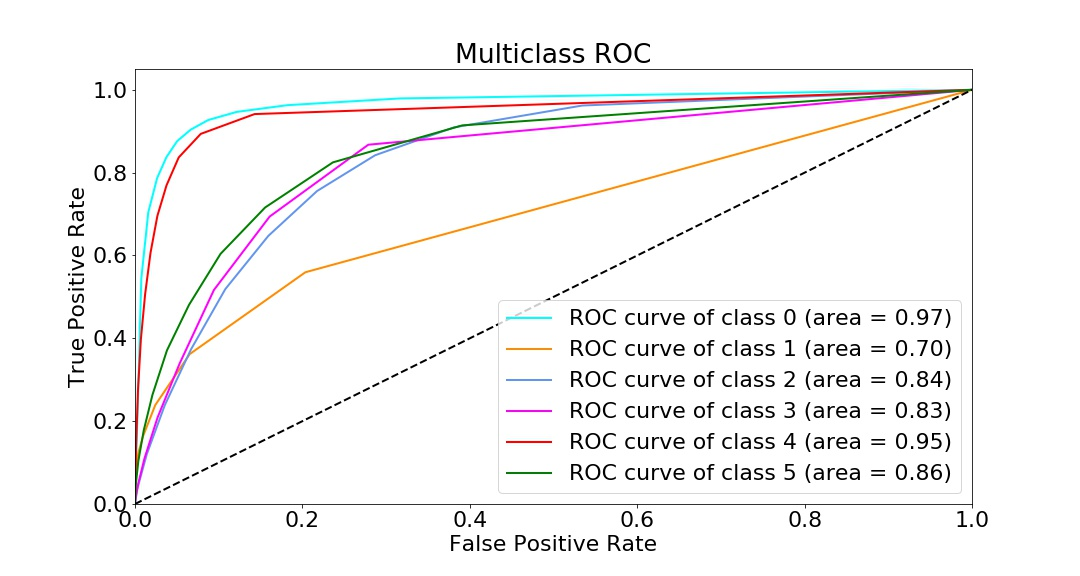 Multiclass ROC
True Positive Rate
1.0
0.8
0.6
0.4
0.2
0.0
ROC curve of class 0 (area = 0.97)
ROC curve of class 1 (area = 0.70)
ROC curve of class 2 (area = 0.84)
ROC curve of class 3 (area = 0.83)
ROC curve of class 4 (area = 0.95)
ROC curve of class 5 (area = 0.86)
0.0 0.2 0.4 0.6 0.8 1.0
False Positive Rate